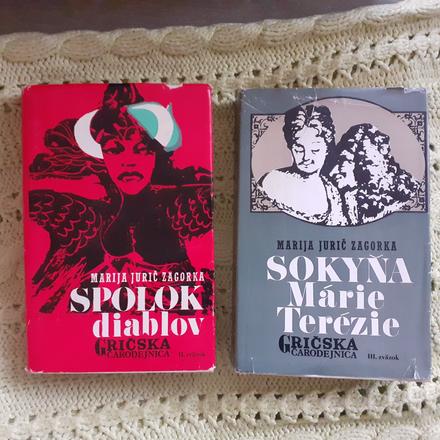 MARIJA JURIČ ZAGORKA
SPOLOK
diablov
GRIČSKA
ČARODEJNICA II. zväzok
MARIJA JURIČ ZAGORKA
SOKYŇA
Márie
Terézie
GRIČSKA
ČARODEJNICA III. zväzok